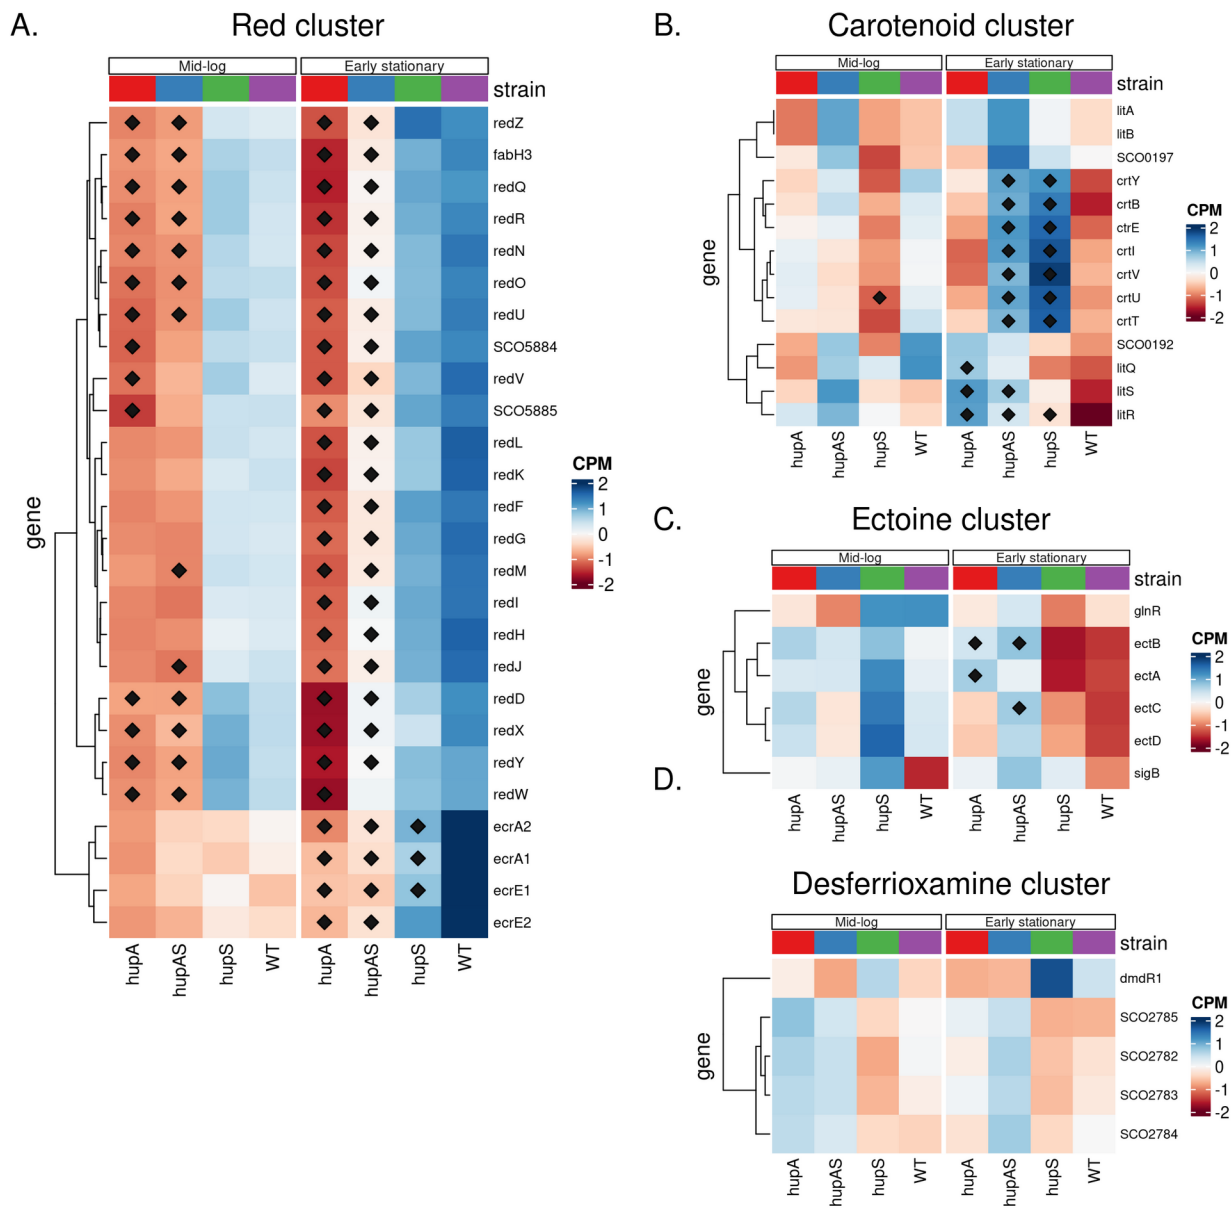 A.
Red cluster
Mid-log
Early stationary
strain
redZ
fabH3
redQ
redR
redN
redO
redU
SCO5884
redV
SCO5885
redL
redK
redF
redG
redM
redI
redH
redJ
redD
redX
redY
redW
ecrA2
ecrA1
ecrE1
ecrE2
gene
hupA
hupAS
hupS
WT
hupA
hupAS
hupS
WT
CPM
2
1
0
-1
-2
B.
Carotenoid cluster
Mid-log
Early stationary
strain
litA
litB
SCO0197
crtY
crtB
ctrE
crtI
crtV
crtU
crtT
SCO0192
litQ
litS
litR
gene
hupA
hupAS
hupS
WT
hupA
hupAS
hupS
WT
CPM
2
1
0
-1
-2
C.
Ectoine cluster
Mid-log
Early stationary
strain
glnR
ectB
ectA
ectC
ectD
sigB
gene
hupA
hupAS
hupS
WT
hupA
hupAS
hupS
WT
CPM
2
1
0
-1
-2
D.
Desferrioxamine cluster
Mid-log
Early stationary
strain
dmdR1
SCO2785
SCO2782
SCO2783
SCO2784
gene
hupA
hupAS
hupS
WT
hupA
hupAS
hupS
WT
CPM
2
1
0
-1
-2